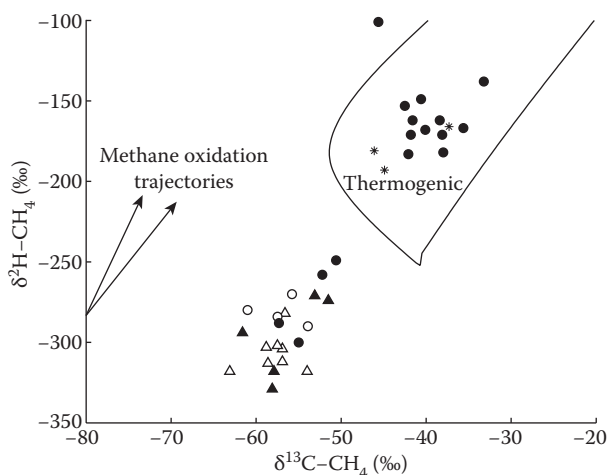 −100
−150
−200
−250
−300
−350
δ²H–CH₄ (‰)
Methane oxidation
trajectories
Thermogenic
−80
−70
−60
−50
−40
−30
−20
δ¹³C–CH₄ (‰)